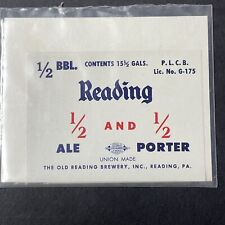 1/2 BBL. CONTENTS 15½ GALS. P. L. C. B.
Lic. No. G-175
Reading
1/2 AND 1/2
ALE PORTER
UNION MADE
THE OLD READING BREWERY, INC., READING, PA.